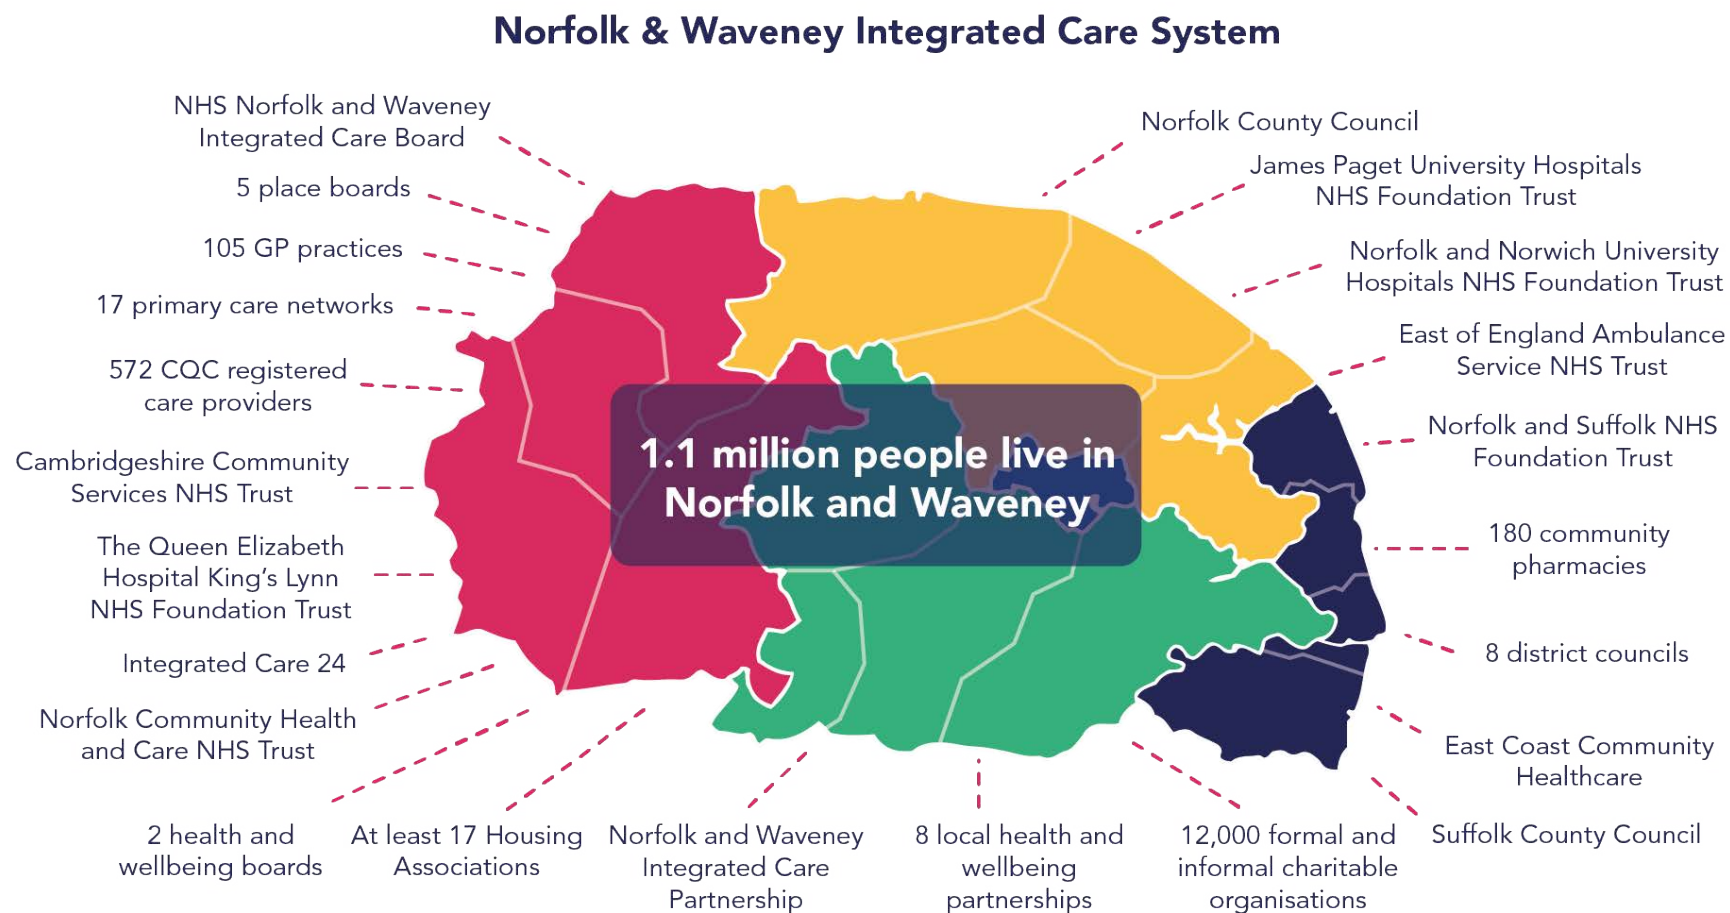 Norfolk & Waveney Integrated Care System
NHS Norfolk and Waveney
Integrated Care Board
5 place boards
105 GP practices
17 primary care networks
572 CQC registered
care providers
Cambridgeshire Community
Services NHS Trust
The Queen Elizabeth
Hospital King’s Lynn
NHS Foundation Trust
Integrated Care 24
Norfolk Community Health
and Care NHS Trust
2 health and
wellbeing boards
At least 17 Housing
Associations
Norfolk and Waveney
Integrated Care
Partnership
8 local health and
wellbeing
partnerships
12,000 formal and
informal charitable
organisations
Norfolk County Council
James Paget University Hospitals
NHS Foundation Trust
Norfolk and Norwich University
Hospitals NHS Foundation Trust
East of England Ambulance
Service NHS Trust
Norfolk and Suffolk NHS
Foundation Trust
180 community
pharmacies
8 district councils
East Coast Community
Healthcare
Suffolk County Council
1.1 million people live in
Norfolk and Waveney